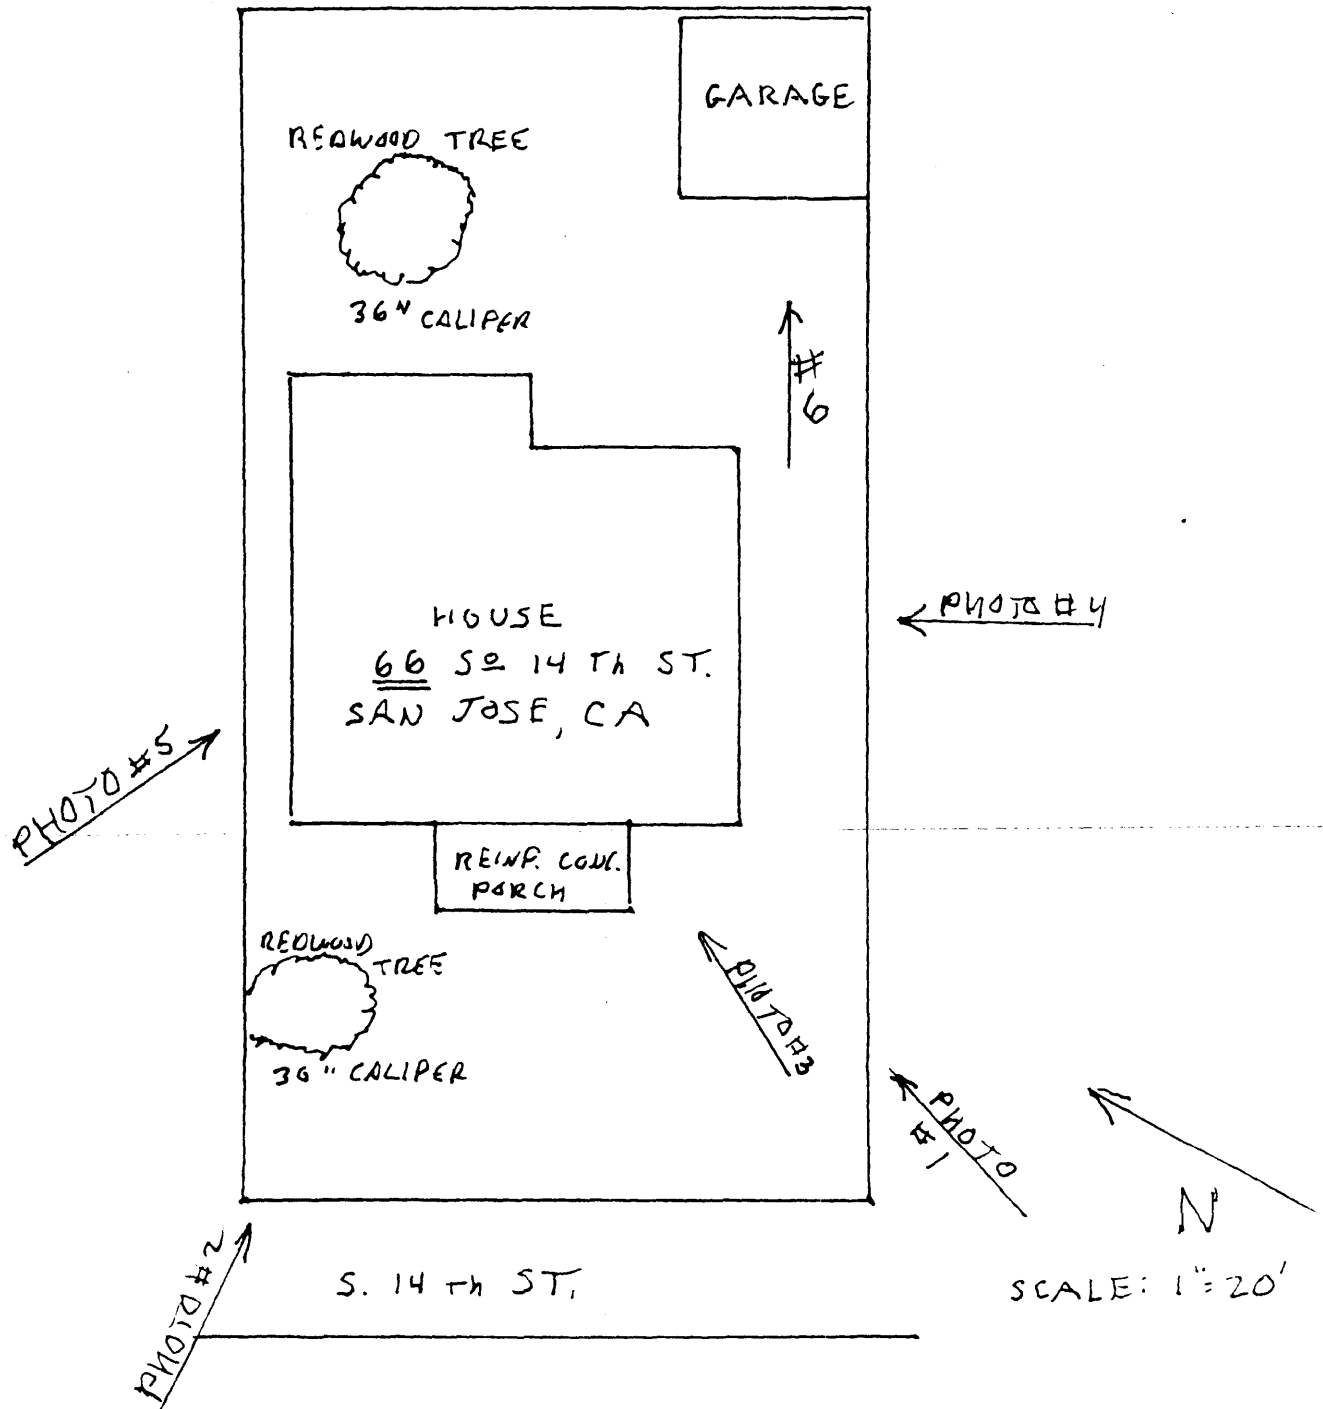 GARAGE
REDWOOD TREE
36" CALIPER
#
6
HOUSE
66 So 14 Th ST.
SAN JOSE, CA
PHOTO #4
PHOTO #5
REINF. CONC.
PORCH
REDWOOD
TREE
36" CALIPER
PHOTO #3
PHOTO
#1
N
PHOTO #2
S. 14 Th ST.
SCALE: 1"=20'